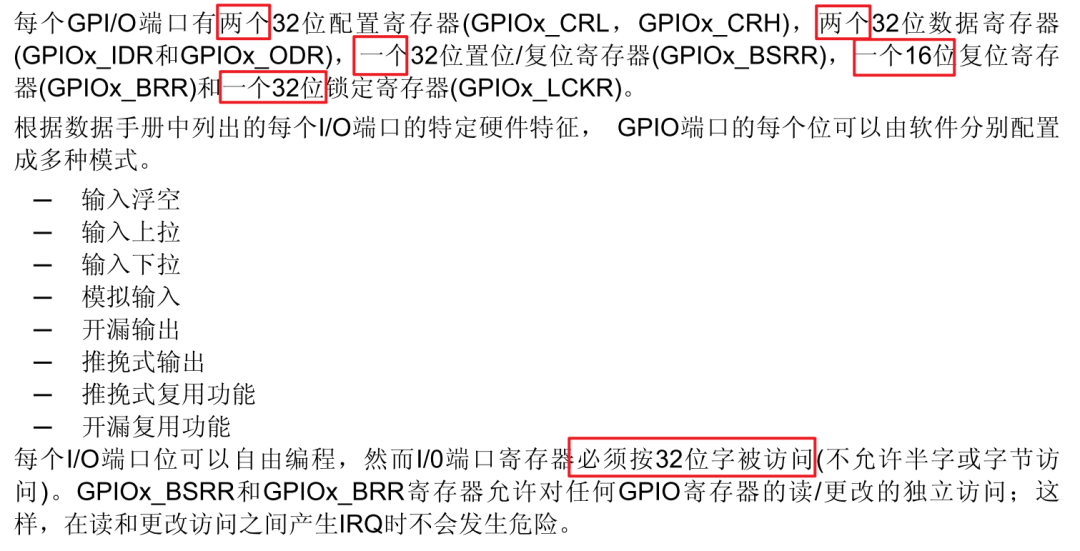 每个GPI/O端口有两个32位配置寄存器(GPIOx_CRL，GPIOx_CRH)，两个32位数据寄存器
(GPIOx_IDR和GPIOx_ODR)，一个32位置位/复位寄存器(GPIOx_BSRR)，一个16位复位寄存
器(GPIOx_BRR)和一个32位锁定寄存器(GPIOx_LCKR)。
根据数据手册中列出的每个I/O端口的特定硬件特征， GPIO端口的每个位可以由软件分别配置
成多种模式。
─ 输入浮空
─ 输入上拉
─ 输入下拉
─ 模拟输入
─ 开漏输出
─ 推挽式输出
─ 推挽式复用功能
─ 开漏复用功能
每个I/O端口位可以自由编程，然而I/0端口寄存器必须按32位字被访问(不允许半字或字节访
问)。GPIOx_BSRR和GPIOx_BRR寄存器允许对任何GPIO寄存器的读/更改的独立访问；这
样，在读和更改访问之间产生IRQ时不会发生危险。